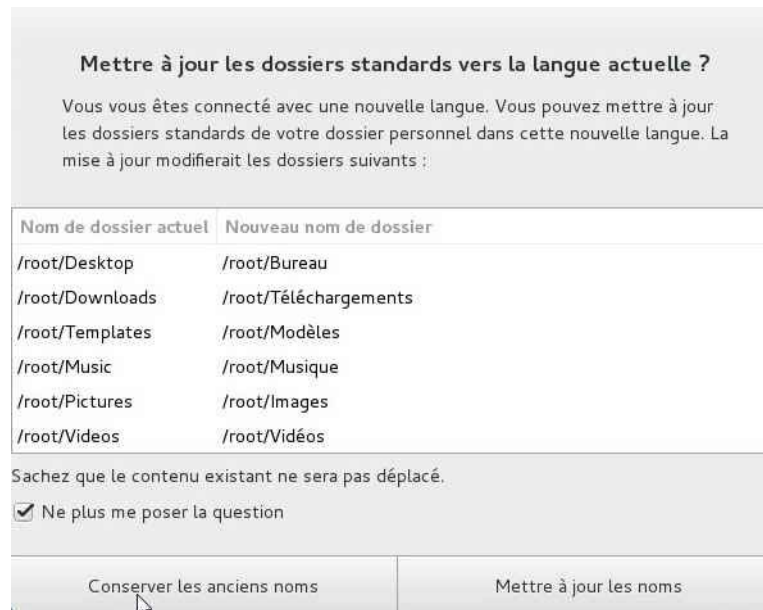 Mettre à jour les dossiers standards vers la langue actuelle ?
Vous vous êtes connecté avec une nouvelle langue. Vous pouvez mettre à jour
les dossiers standards de votre dossier personnel dans cette nouvelle langue. La
mise à jour modifierait les dossiers suivants :
Nom de dossier actuel Nouveau nom de dossier
/root/Desktop /root/Bureau
/root/Downloads /root/Téléchargements
/root/Templates /root/Modèles
/root/Music /root/Musique
/root/Pictures /root/Images
/root/Videos /root/Vidéos
Sachez que le contenu existant ne sera pas déplacé.
Ne plus me poser la question
Conserver les anciens noms Mettre à jour les noms